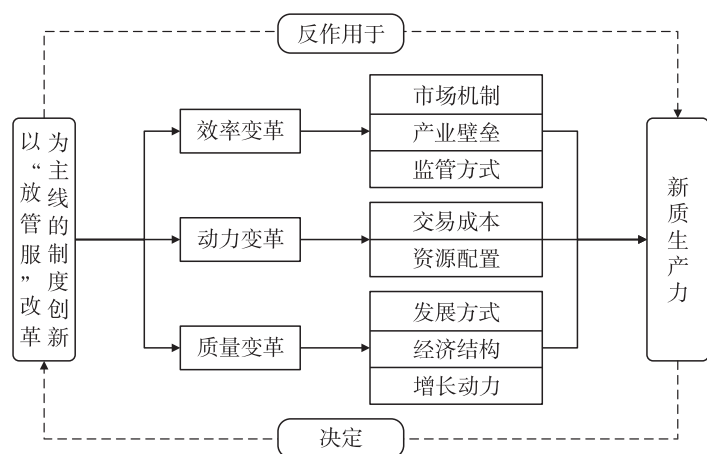 反作用于
以“放管服”改革
为主线的制度创新
效率变革
动力变革
质量变革
市场机制
产业壁垒
监管方式
交易成本
资源配置
发展方式
经济结构
增长动力
新质生产力
决定